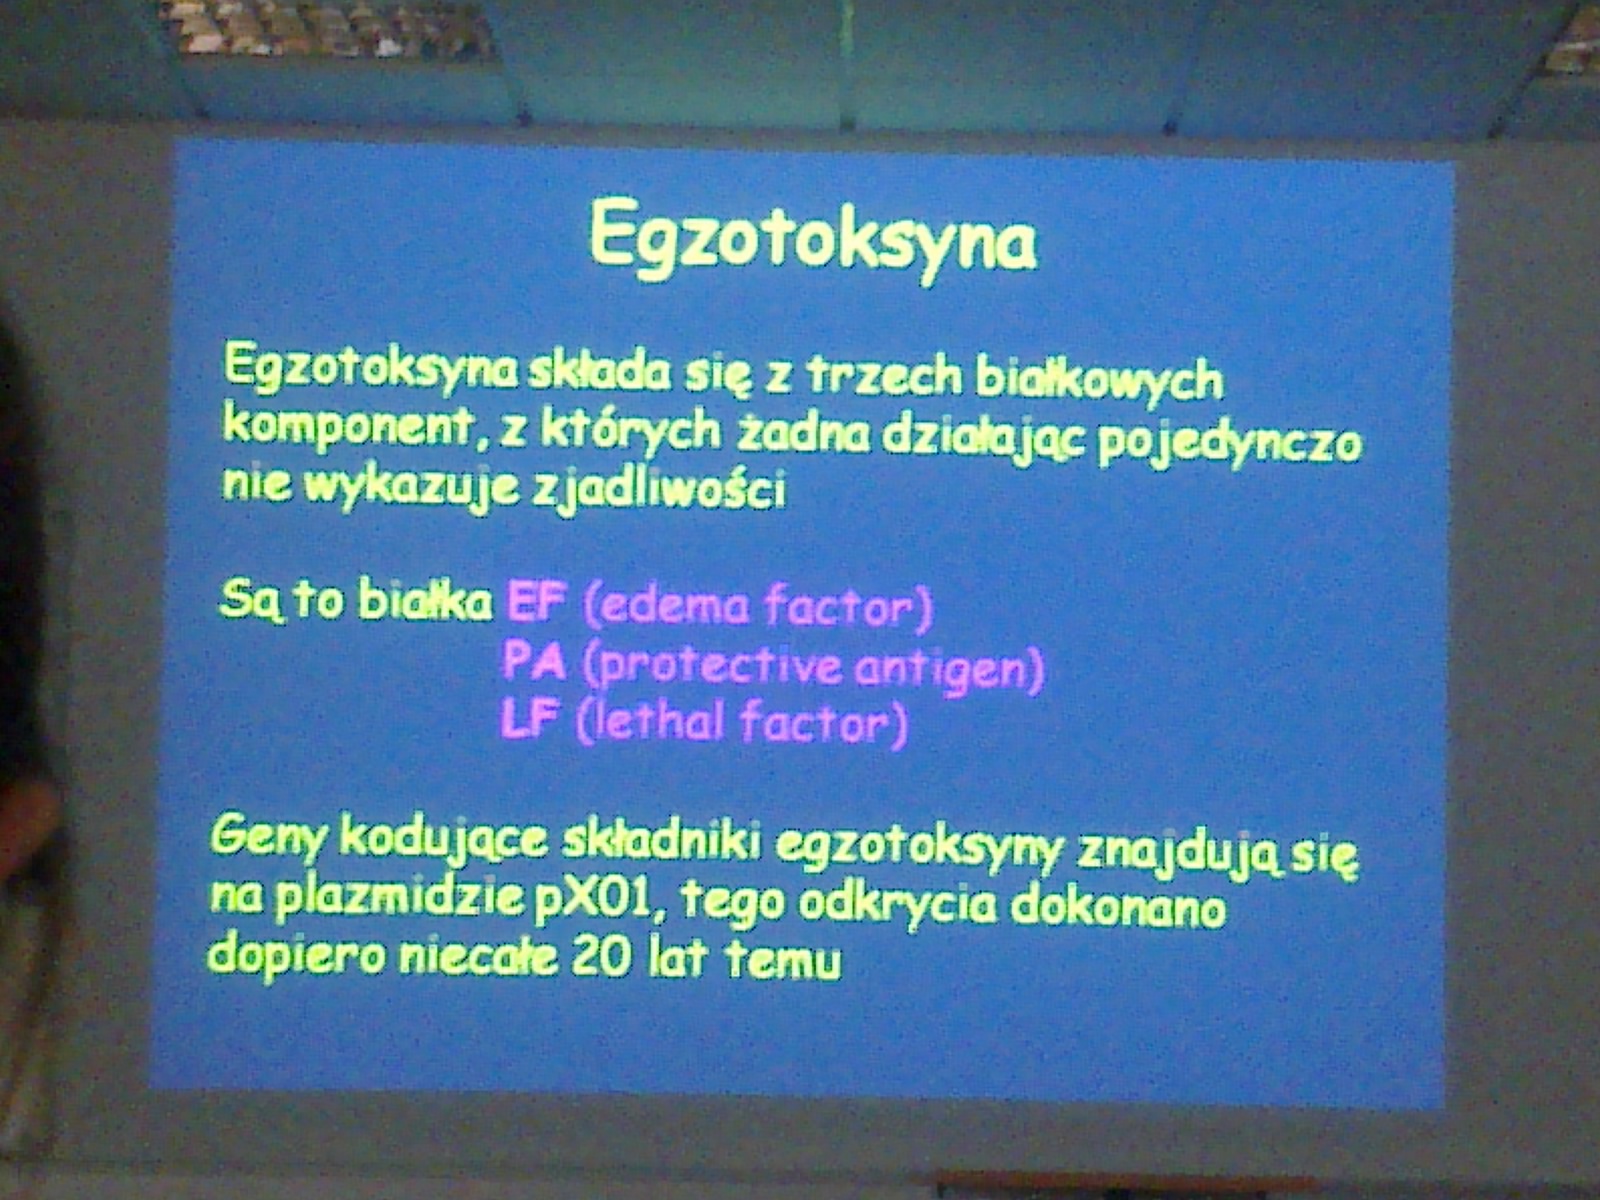 Egzotoksyna
Egzotoksyna składa się z trzech białkowych
komponent, z których żadna działając pojedynczo
nie wykazuje zjadliwości
Są to białka EF (edema factor)
PA (protective antigen)
LF (lethal factor)
Geny kodujące składniki egzotoksyny znajdują się
na plazmidzie pX01, tego odkrycia dokonano
dopiero niecałe 20 lat temu